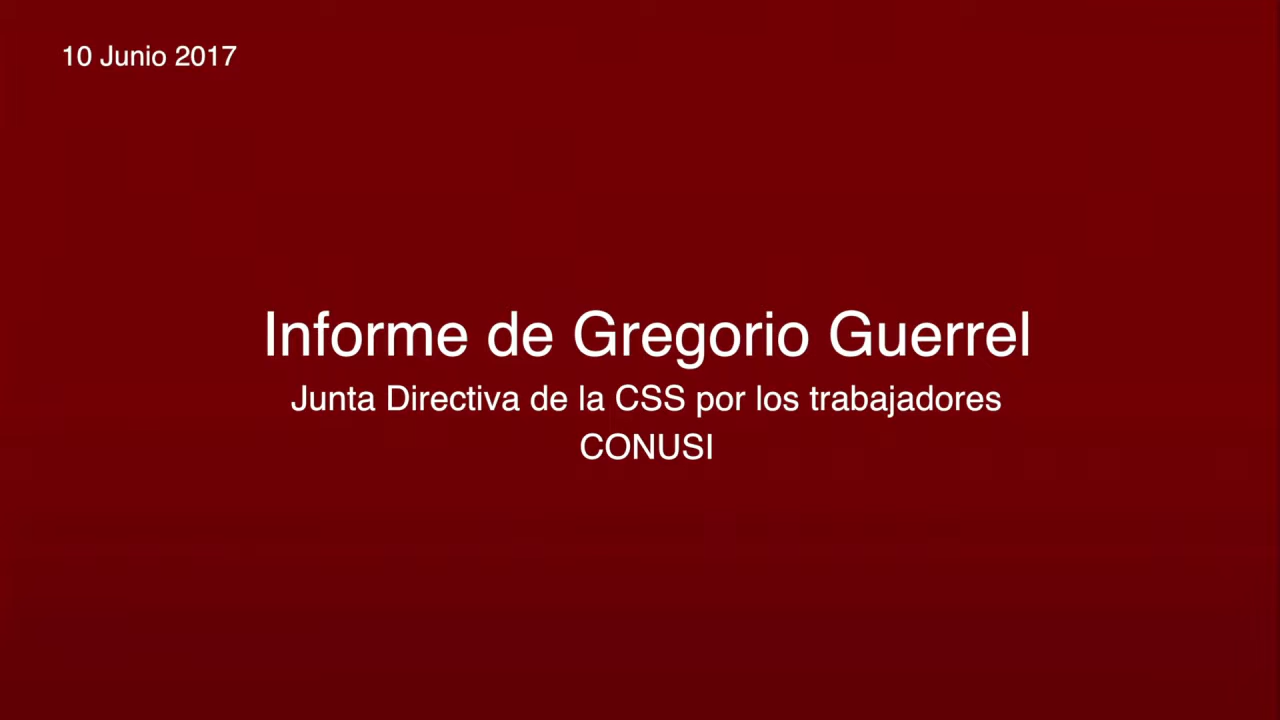 10 Junio 2017
Informe de Gregorio Guerrel
Junta Directiva de la CSS por los trabajadores
CONUSI